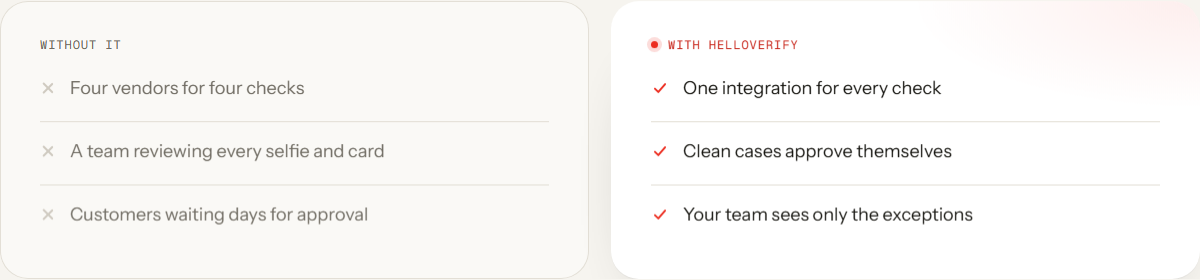 WITHOUT IT
Four vendors for four checks
A team reviewing every selfie and card
Customers waiting days for approval
WITH HELLOVERIFY
One integration for every check
Clean cases approve themselves
Your team sees only the exceptions